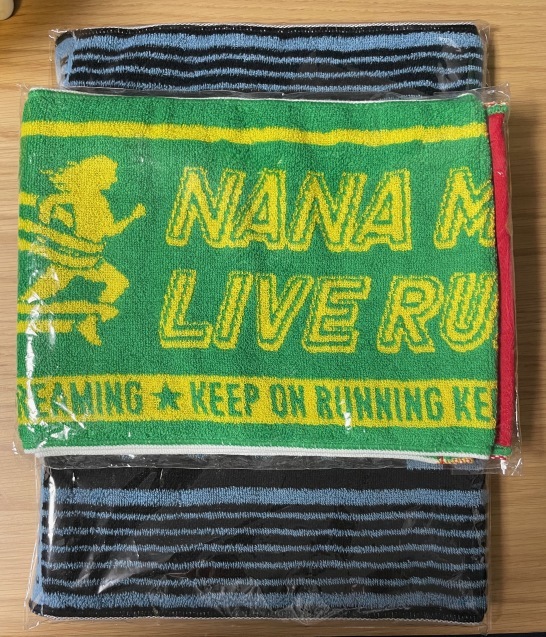 NANA M
LIVE RU
REAMING ★ KEEP ON RUNNING KE